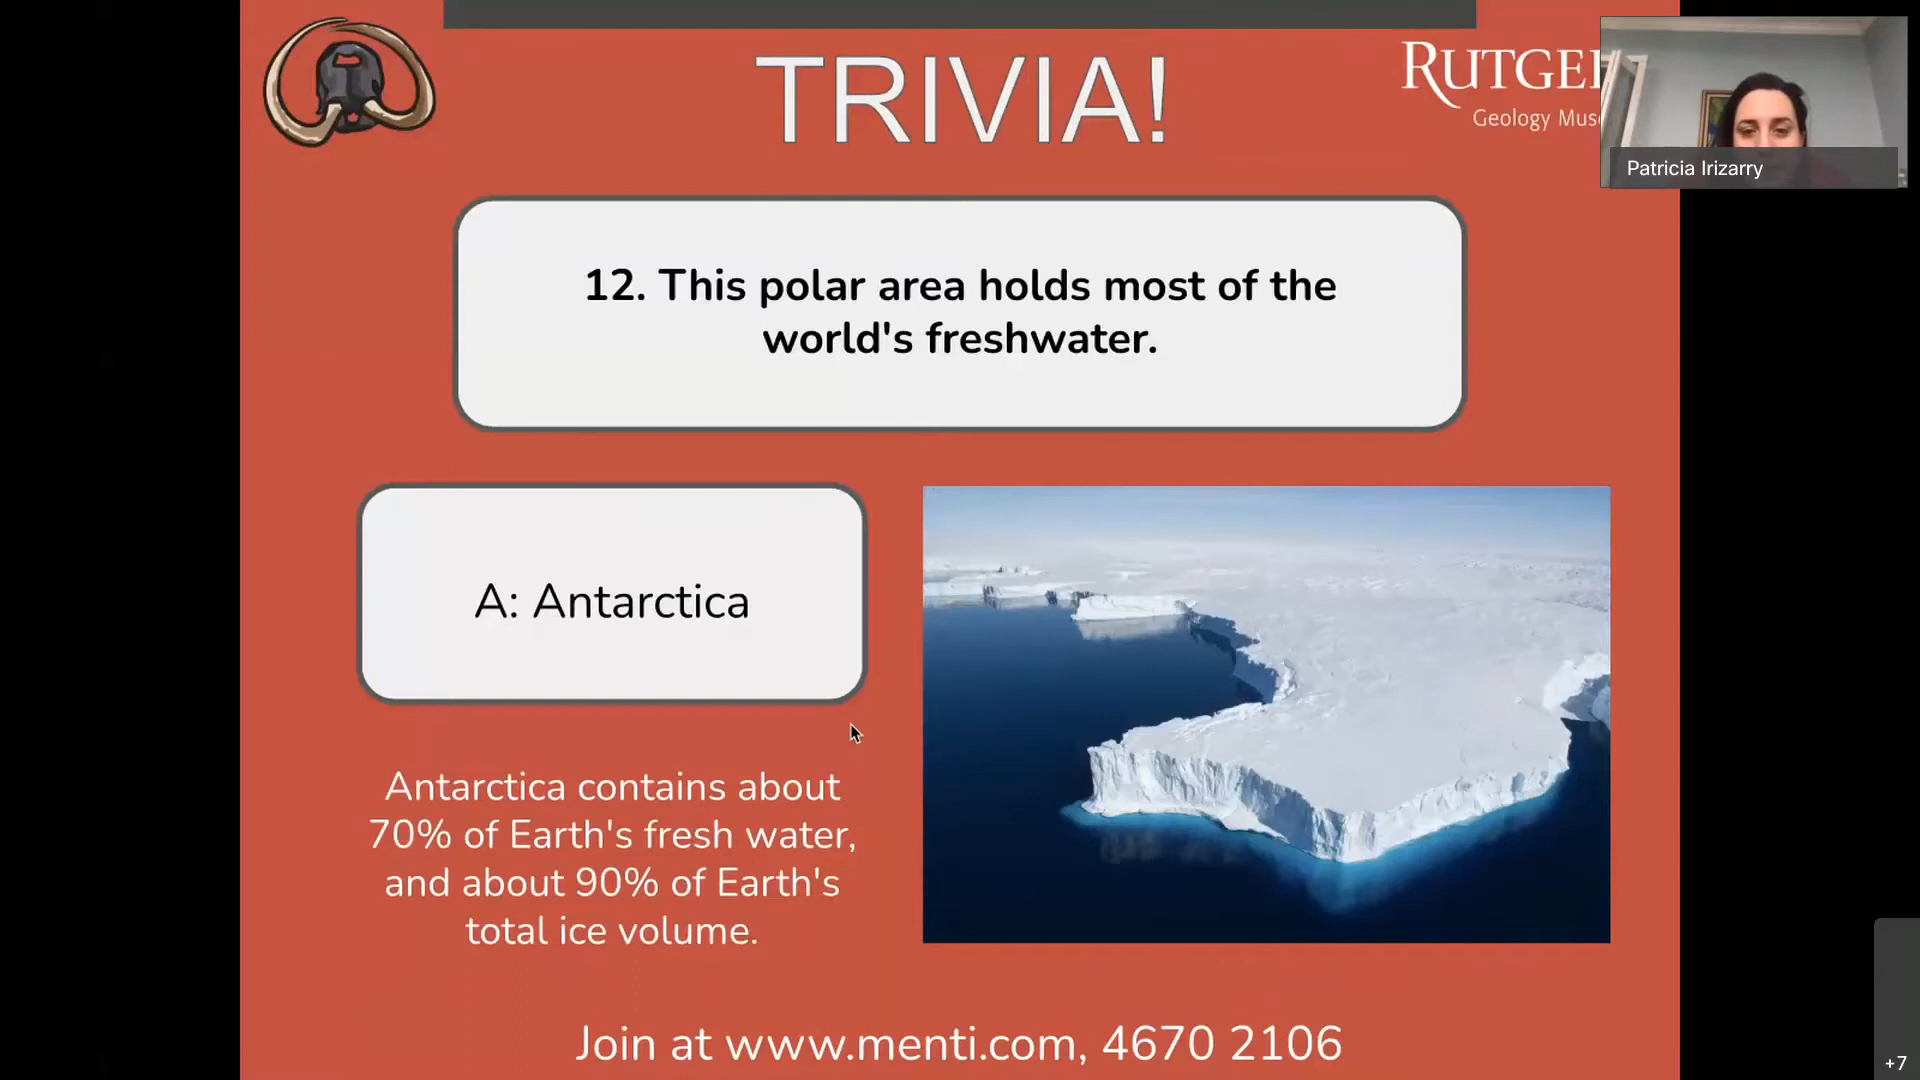 TRIVIA!
RUTGE
Geology Mus
Patricia Irizarry
12. This polar area holds most of the
world's freshwater.
A: Antarctica
Antarctica contains about
70% of Earth's fresh water,
and about 90% of Earth's
total ice volume.
Join at www.menti.com, 4670 2106
+7